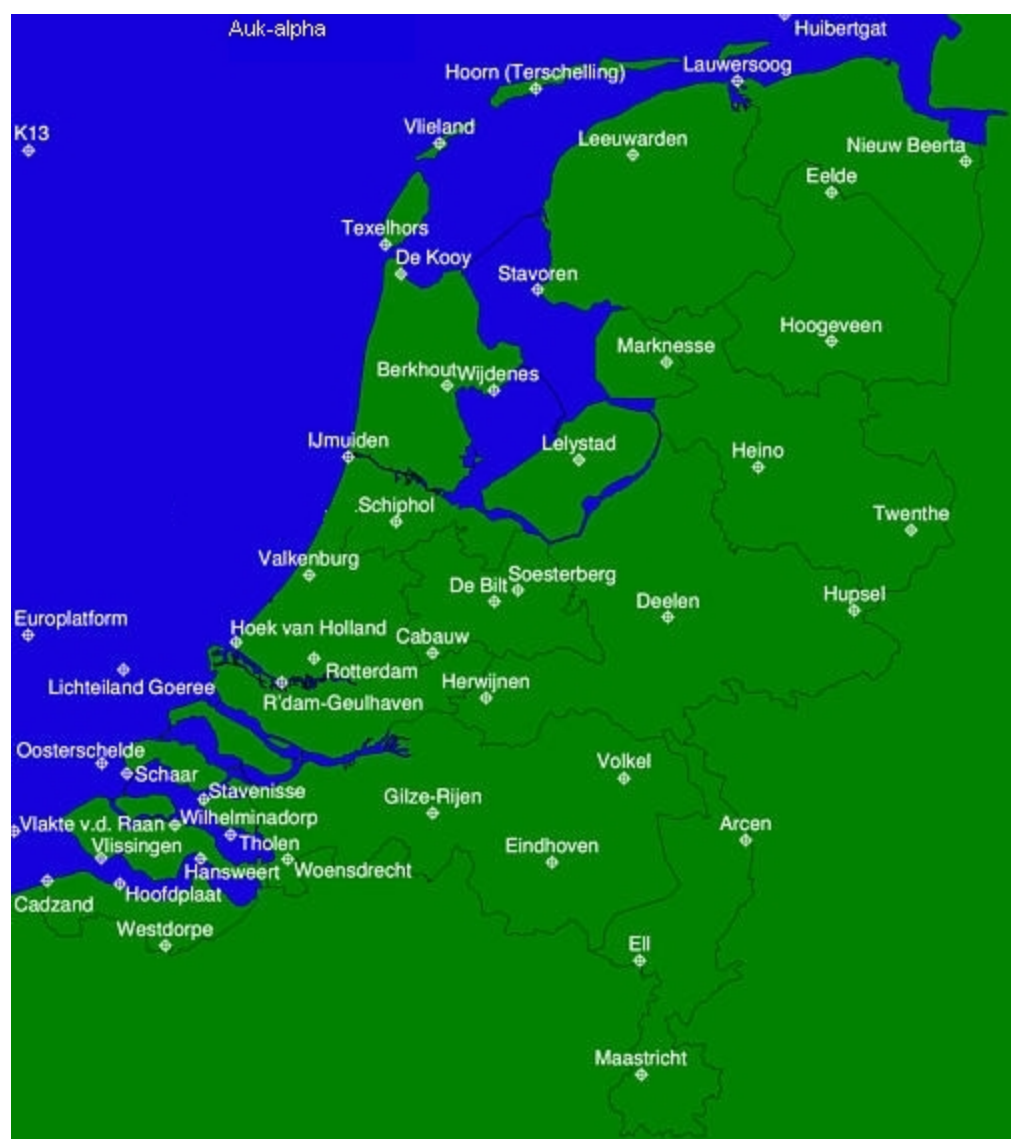 Auk-alpha
Huibertgat
Lauwersoog
Hoorn (Terschelling)
Vlieland
K13
Leeuwarden
Nieuw Beerta
Eelde
Texelhors
De Kooy
Stavoren
Hoogeveen
Marknesse
Berkhout
Wijdenes
IJmuiden
Lelystad
Heino
.Schiphol
Twenthe
Valkenburg
De Bilt
Soesterberg
Deelen
Hupsel
Europlatform
Hoek van Holland
Cabauw
Rotterdam
Lichteiland Goeree
Herwijnen
R'dam-Geulhaven
Oosterschelde
Schaar
Volkel
Stavenisse
Gilze-Rijen
Vlakte v.d. Raan
Wilhelminadorp
Arcen
Vlissingen
Tholen
Eindhoven
Hansweert
Woensdrecht
Hoofdplaat
Cadzand
Westdorpe
Ell
Maastricht